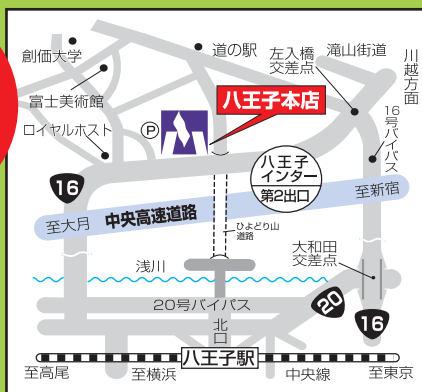 創価大学
道の駅
左入橋
交差点
滝山街道
川越方面
富士美術館
P
八王子本店
16号バイパス
ロイヤルホスト
八王子
インター
第2出口
16
至新宿
中央高速道路
至大月
ひよどり山
道路
浅川
大和田
交差点
20号バイパス
20
16
北口
八王子駅
至高尾
至横浜
中央線
至東京